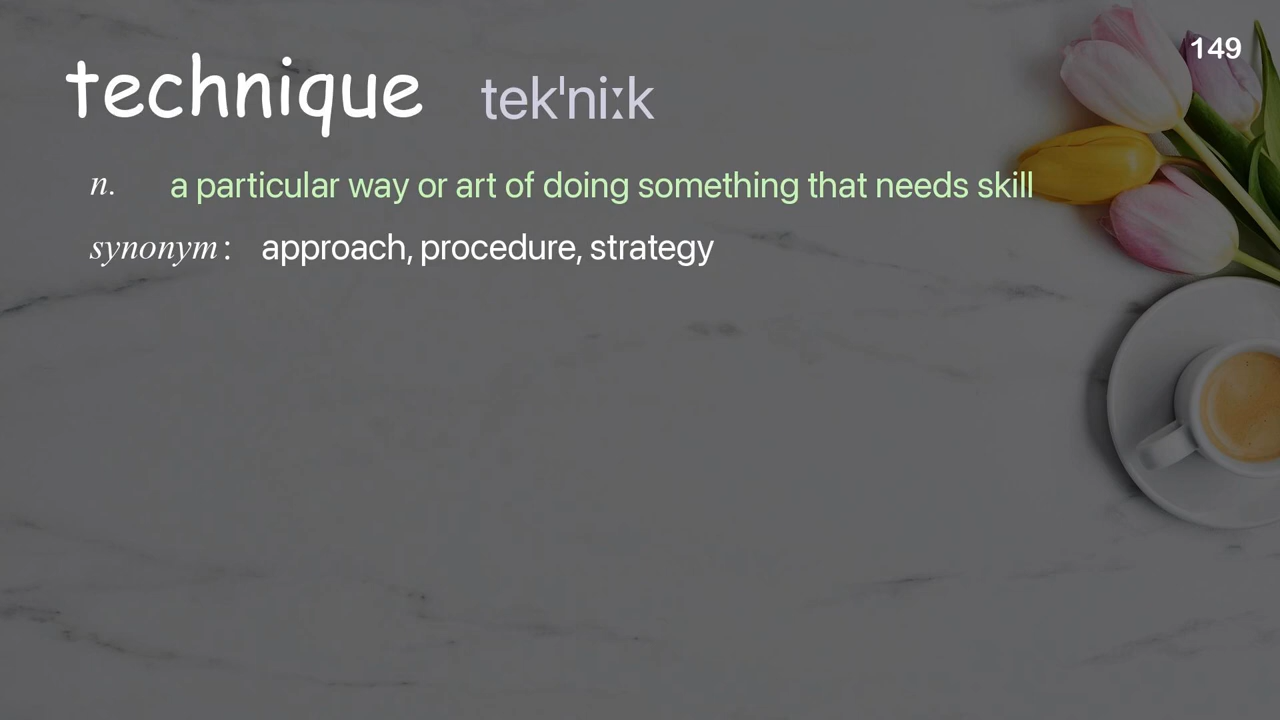 149
technique tekˈniːk
n. a particular way or art of doing something that needs skill
synonym: approach, procedure, strategy